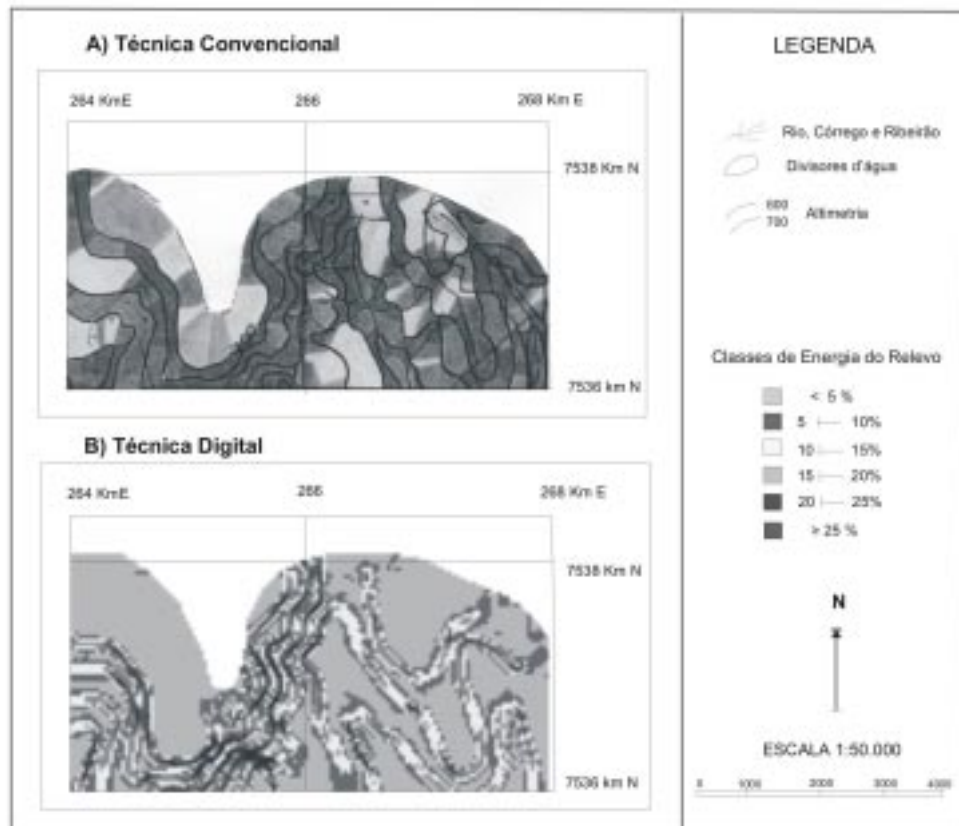 A) Técnica Convencional
264 KmE
266
268 Km E
7538 Km N
7536 km N
B) Técnica Digital
264 KmE
266
268 Km E
7538 Km N
7536 km N
LEGENDA
Rio, Córrego e Ribeirão
Divisores d'água
600
700
Altimetria
Classes de Energia do Relevo
< 5 %
5 10%
10 15%
15 20%
20 25%
≥ 25 %
N
ESCALA 1:50.000
0 1000 2000 3000 4000